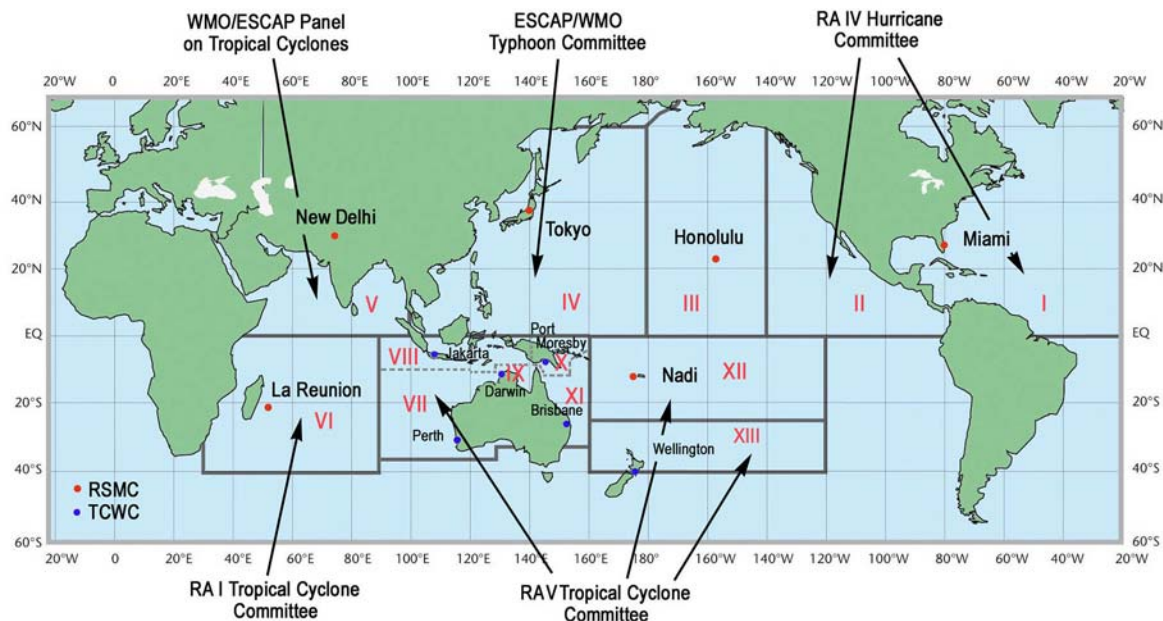 WMO/ESCAP Panel
on Tropical Cyclones
ESCAP/WMO
Typhoon Committee
RA IV Hurricane
Committee
20°W 0 20°E 40°E 60°E 80°E 100°E 120°E 140°E 160°E 180° 160°W 140°W 120°W 100°W 80°W 60°W 40°W 20°W
60°N 60°N
40°N 40°N
New Delhi
Tokyo
Honolulu
Miami
20°N 20°N
V IV III II I
EQ EQ
Port
Moresby
Jakarta
VIII IX X
Darwin
La Reunion
Nadi
XII
VI VII XI
20°S 20°S
Brisbane
Perth
Wellington
XIII
40°S 40°S
RSMC
TCWC
60°S 60°S
20°W 0 20°E 40°E 60°E 80°E 100°E 120°E 140°E 160°E 180 160°W 140°W 120°W 100°W 80°W 60°W 40°W 20°W
RA I Tropical Cyclone
Committee
RA V Tropical Cyclone
Committee